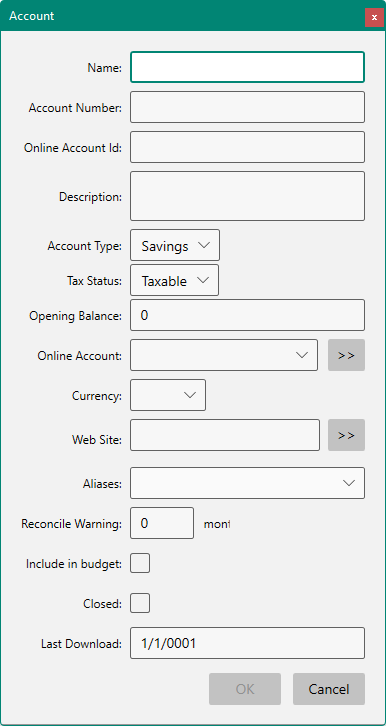 Account
x
Name:
Account Number:
Online Account Id:
Description:
Account Type: Savings
Tax Status: Taxable
Opening Balance: 0
Online Account: >>
Currency:
Web Site: >>
Aliases:
Reconcile Warning: 0 mont
Include in budget:
Closed:
Last Download: 1/1/0001
OK Cancel